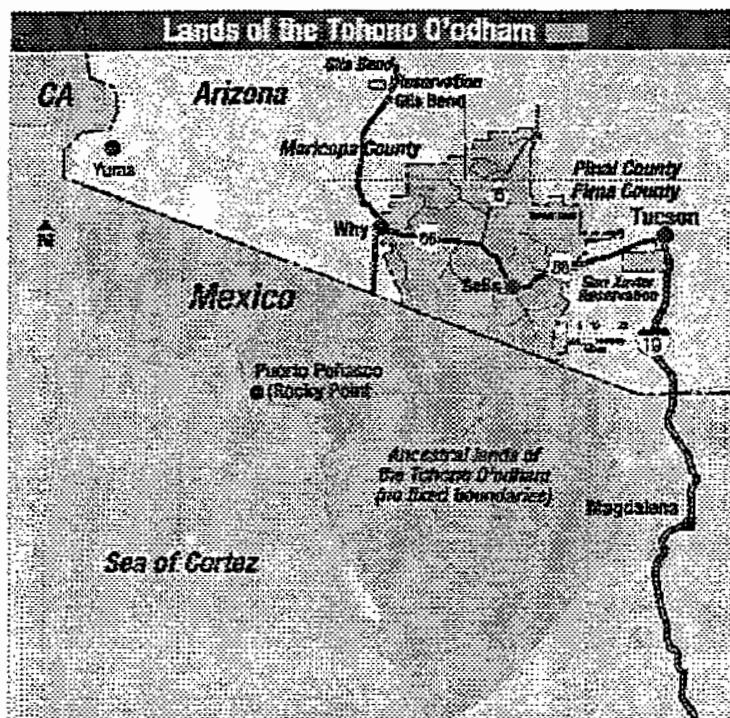 Lands of the Tohono O'odham
Gila Bend
Reservation
Gila Bend
CA
Arizona
Maricopa County
Yuma
Pinal County
Pima County
Tucson
Why
86
86
Sells
San Xavier
Reservation
N
Mexico
19
Puerto Peñasco
(Rocky Point
Ancestral lands of
the Tohono O'odham
(no fixed boundaries)
Magdalena
Sea of Cortez